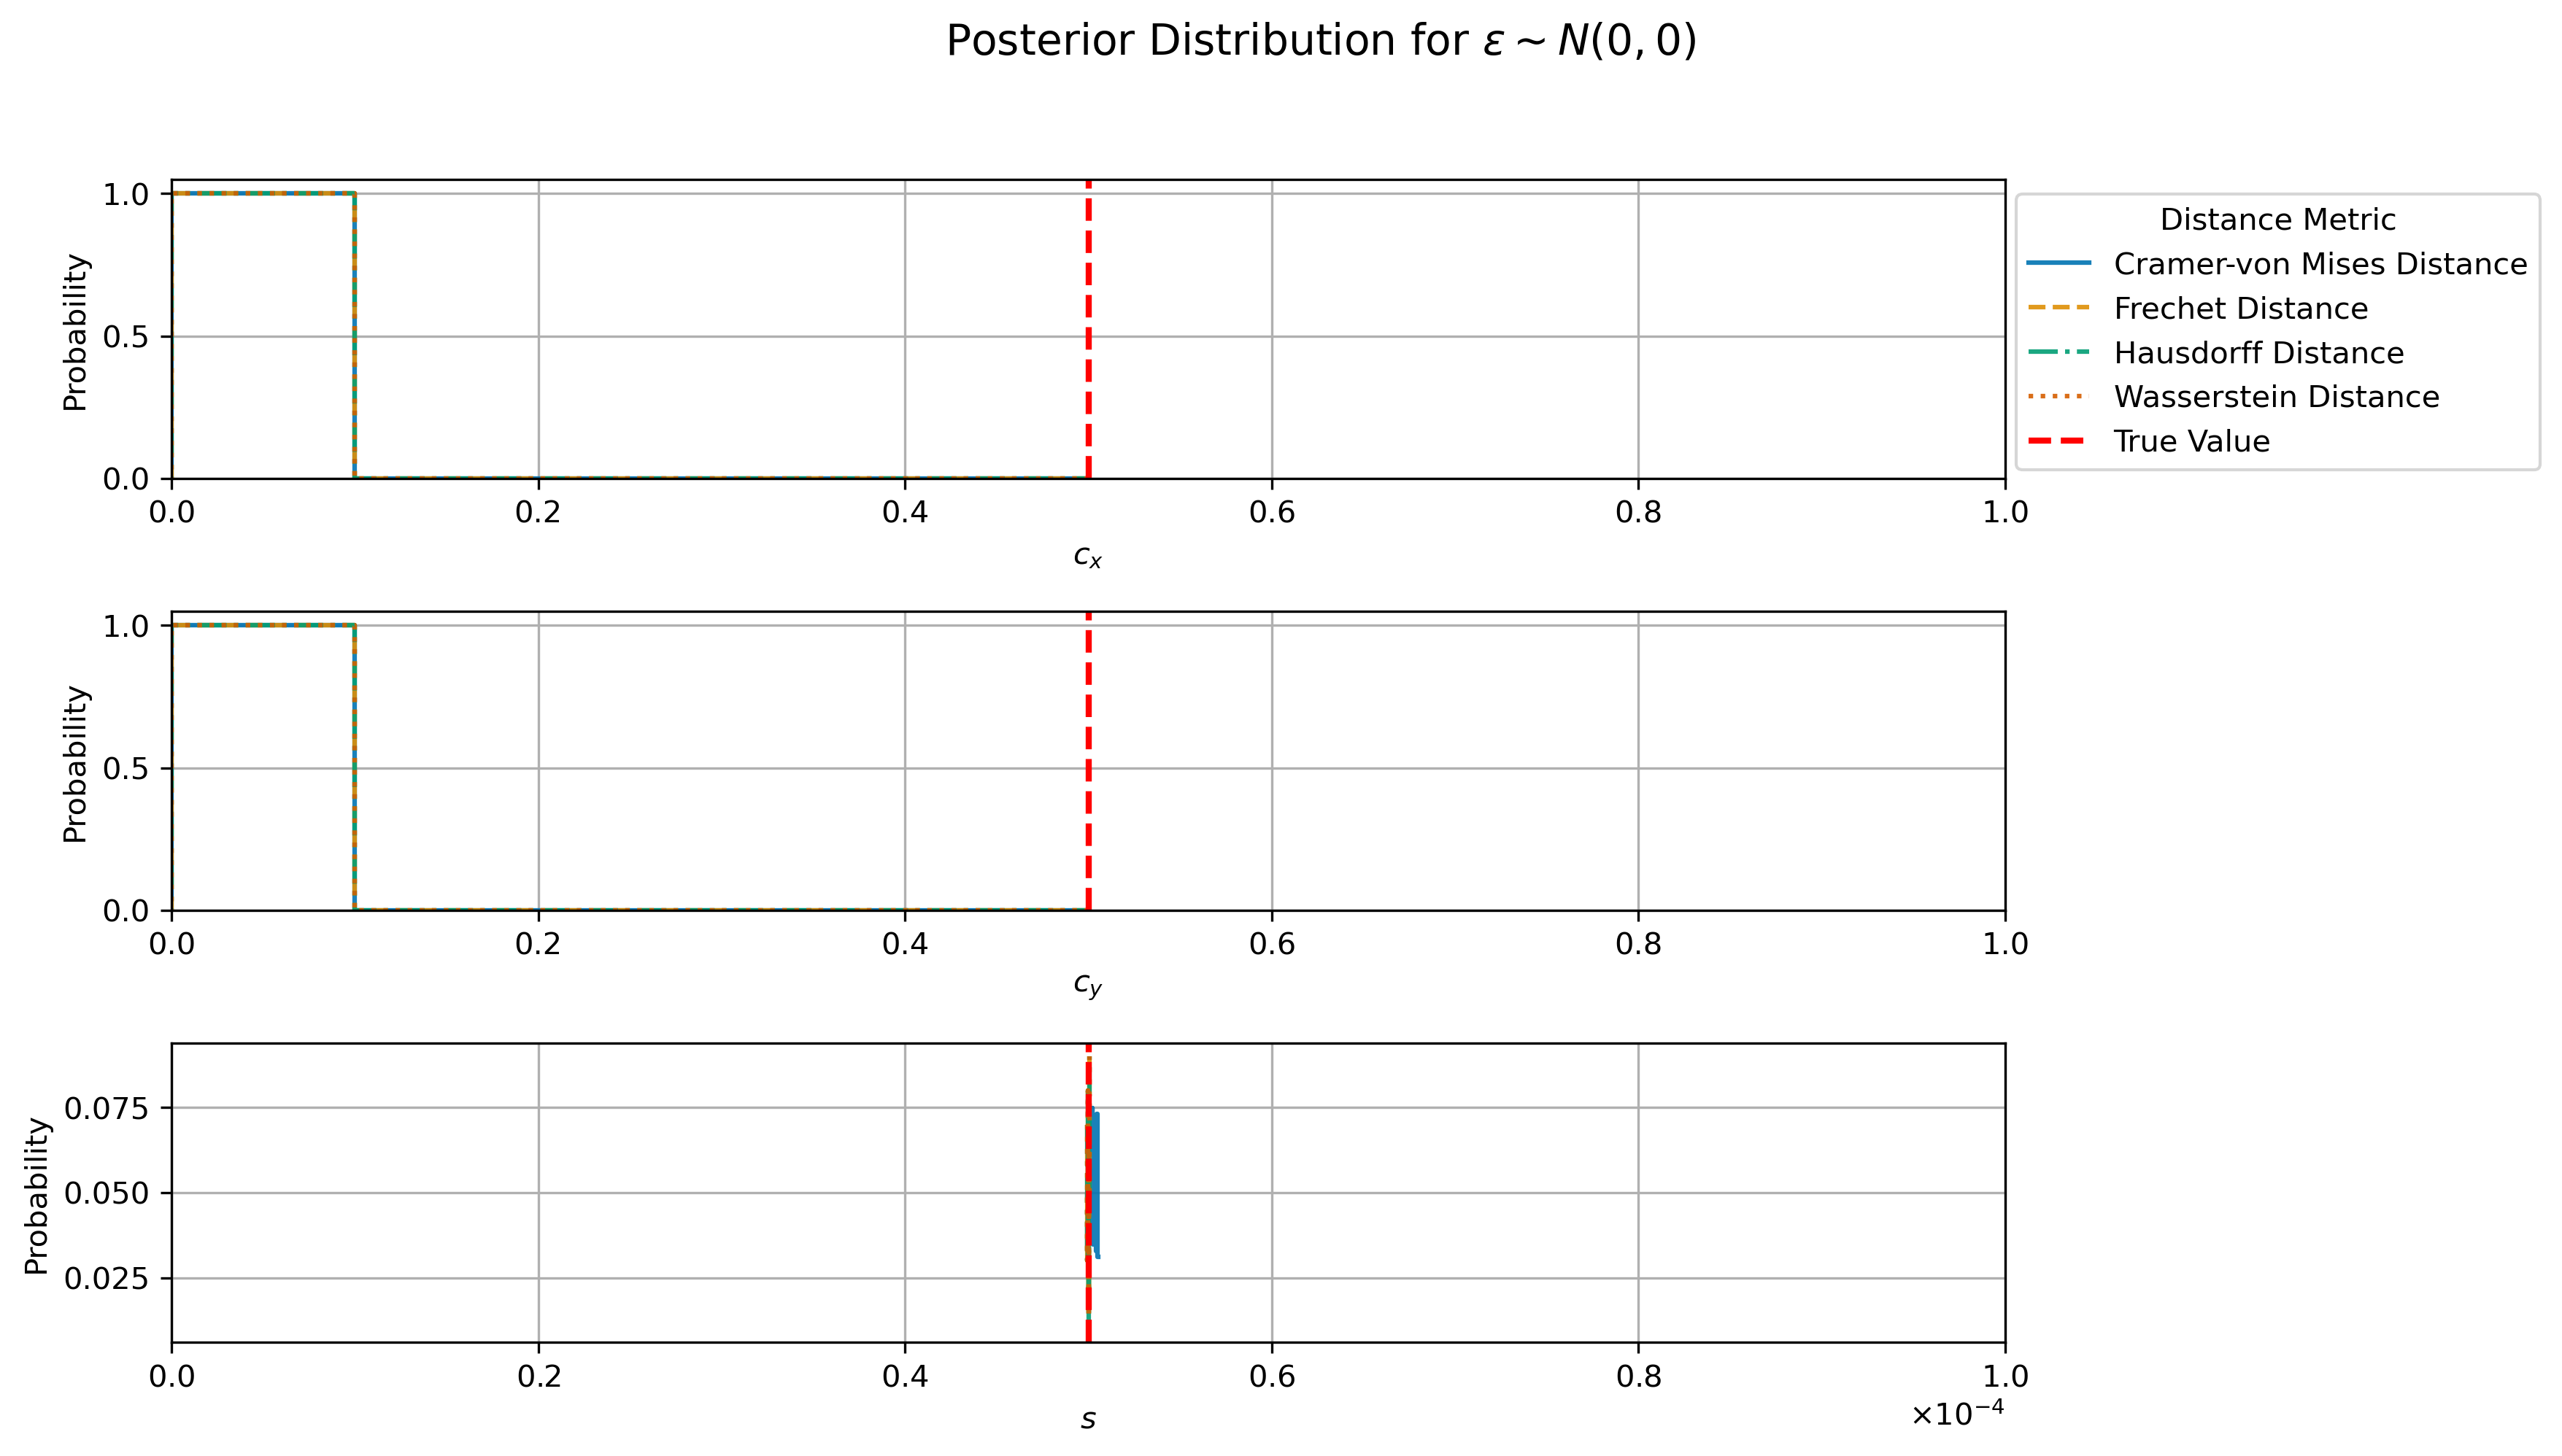 Posterior Distribution for ε ~ N(0, 0)
1.0
0.5
0.0
Probability
0.0 0.2 0.4 0.6 0.8 1.0
c_x
Distance Metric
Cramer-von Mises Distance
Frechet Distance
Hausdorff Distance
Wasserstein Distance
True Value
1.0
0.5
0.0
Probability
0.0 0.2 0.4 0.6 0.8 1.0
c_y
0.075
0.050
0.025
Probability
0.0 0.2 0.4 0.6 0.8 1.0
×10⁻⁴
s